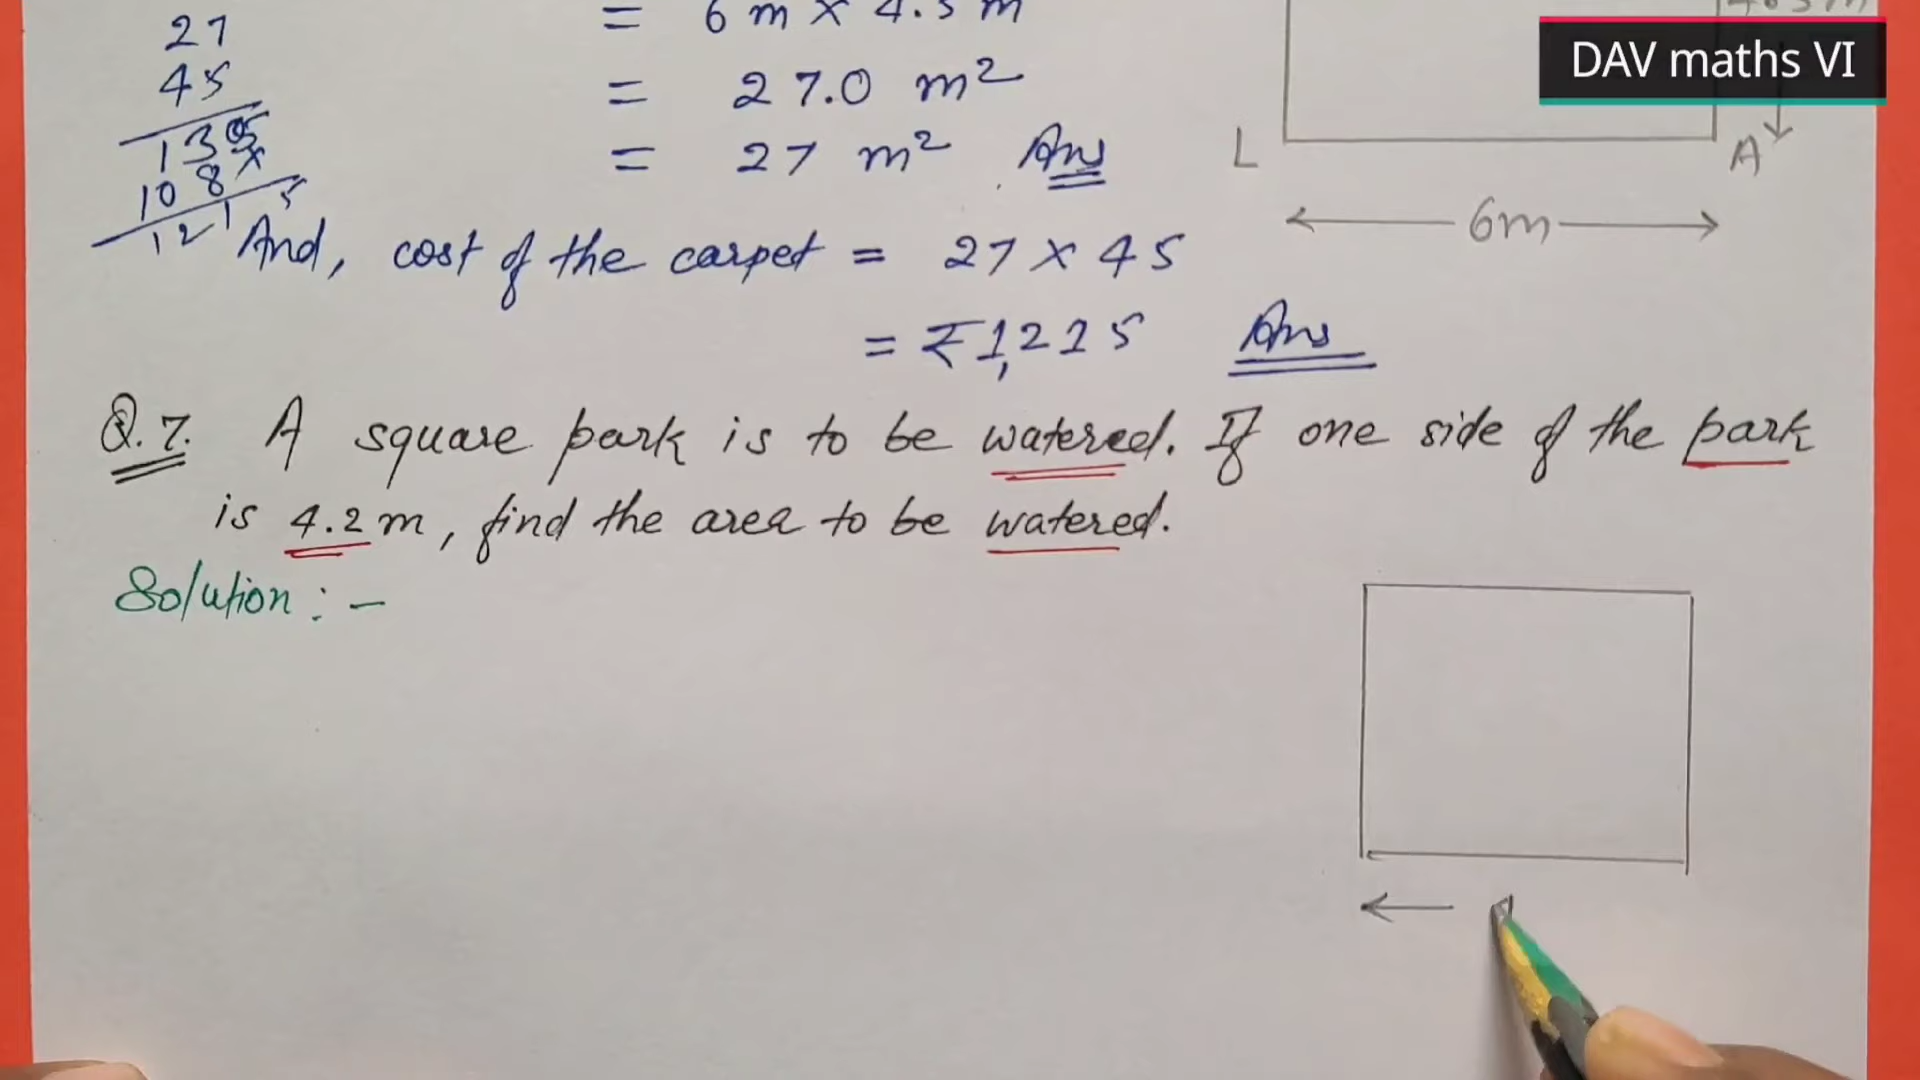 27
45
135
108x
1215
= 6 m x 4.5 m
= 27.0 m²
= 27 m² Ans
And, cost of the carpet = 27 x 45
= ₹1,215 Ans
DAV maths VI
L A
6m
Q.7. A square park is to be watered. If one side of the park
is 4.2 m, find the area to be watered.
Solution : -